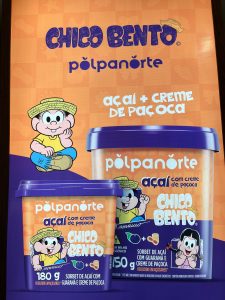 CHICO BENTO
polpanorte
açaí + creme
de paçoca
polpanorte
açaí com creme
de paçoca
CHICO
BENTO
polpanorte
açaí com creme
de paçoca
CHICO
BENTO
180 g
SORBET DE AÇAÍ
COM GUARANÁ E
CREME DE PAÇOCA
750 g
SORBET DE AÇAÍ
COM GUARANÁ
E CREME DE PAÇOCA